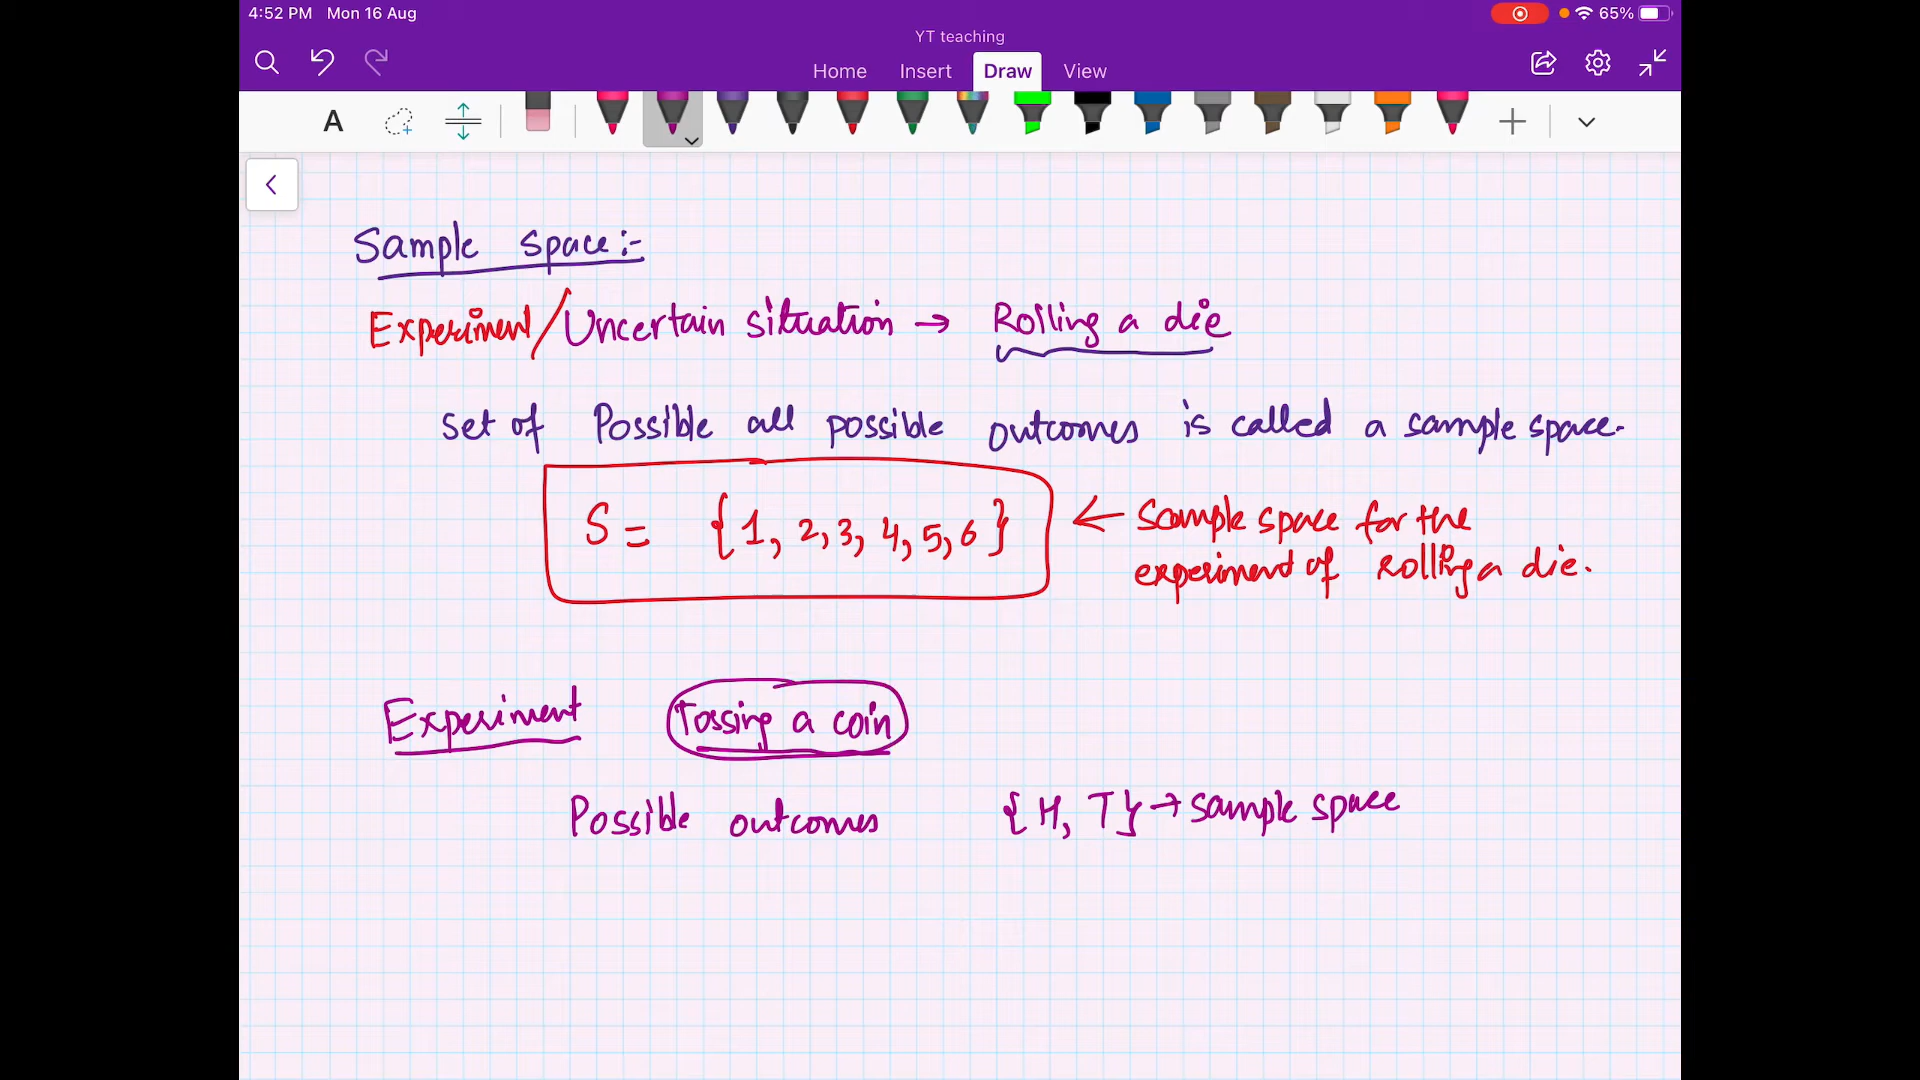 4:52 PM Mon 16 Aug
65%
YT teaching
Home Insert Draw View
A
Sample space:-
Experiment/Uncertain situation → Rolling a die
set of Possible all possible outcomes is called a sample space.
S = {1, 2, 3, 4, 5, 6} ← sample space for the
experiment of rolling a die.
Experiment Tossing a coin
Possible outcomes {H, T} → sample space